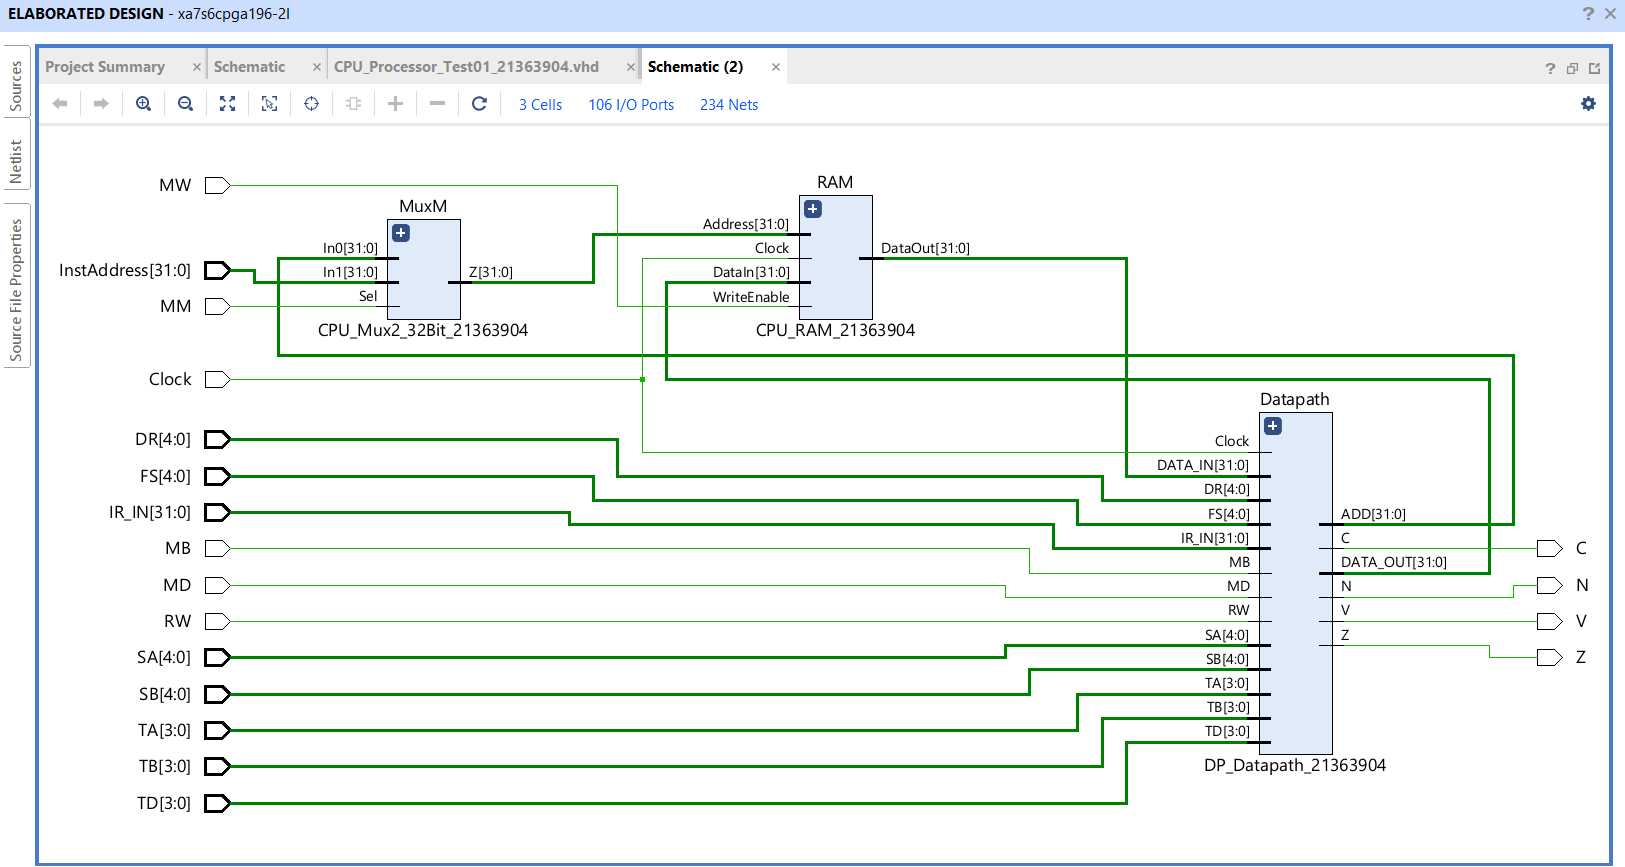 ELABORATED DESIGN - xa7s6cpga196-2I
Sources
Netlist
Source File Properties
Project Summary
Schematic
CPU_Processor_Test01_21363904.vhd
Schematic (2)
3 Cells
106 I/O Ports
234 Nets
MW
InstAddress[31:0]
MM
Clock
DR[4:0]
FS[4:0]
IR_IN[31:0]
MB
MD
RW
SA[4:0]
SB[4:0]
TA[3:0]
TB[3:0]
TD[3:0]
MuxM
In0[31:0]
In1[31:0]
Sel
Z[31:0]
CPU_Mux2_32Bit_21363904
RAM
Address[31:0]
Clock
DataIn[31:0]
WriteEnable
DataOut[31:0]
CPU_RAM_21363904
Datapath
Clock
DATA_IN[31:0]
DR[4:0]
FS[4:0]
IR_IN[31:0]
MB
MD
RW
SA[4:0]
SB[4:0]
TA[3:0]
TB[3:0]
TD[3:0]
ADD[31:0]
C
DATA_OUT[31:0]
N
V
Z
DP_Datapath_21363904
C
N
V
Z